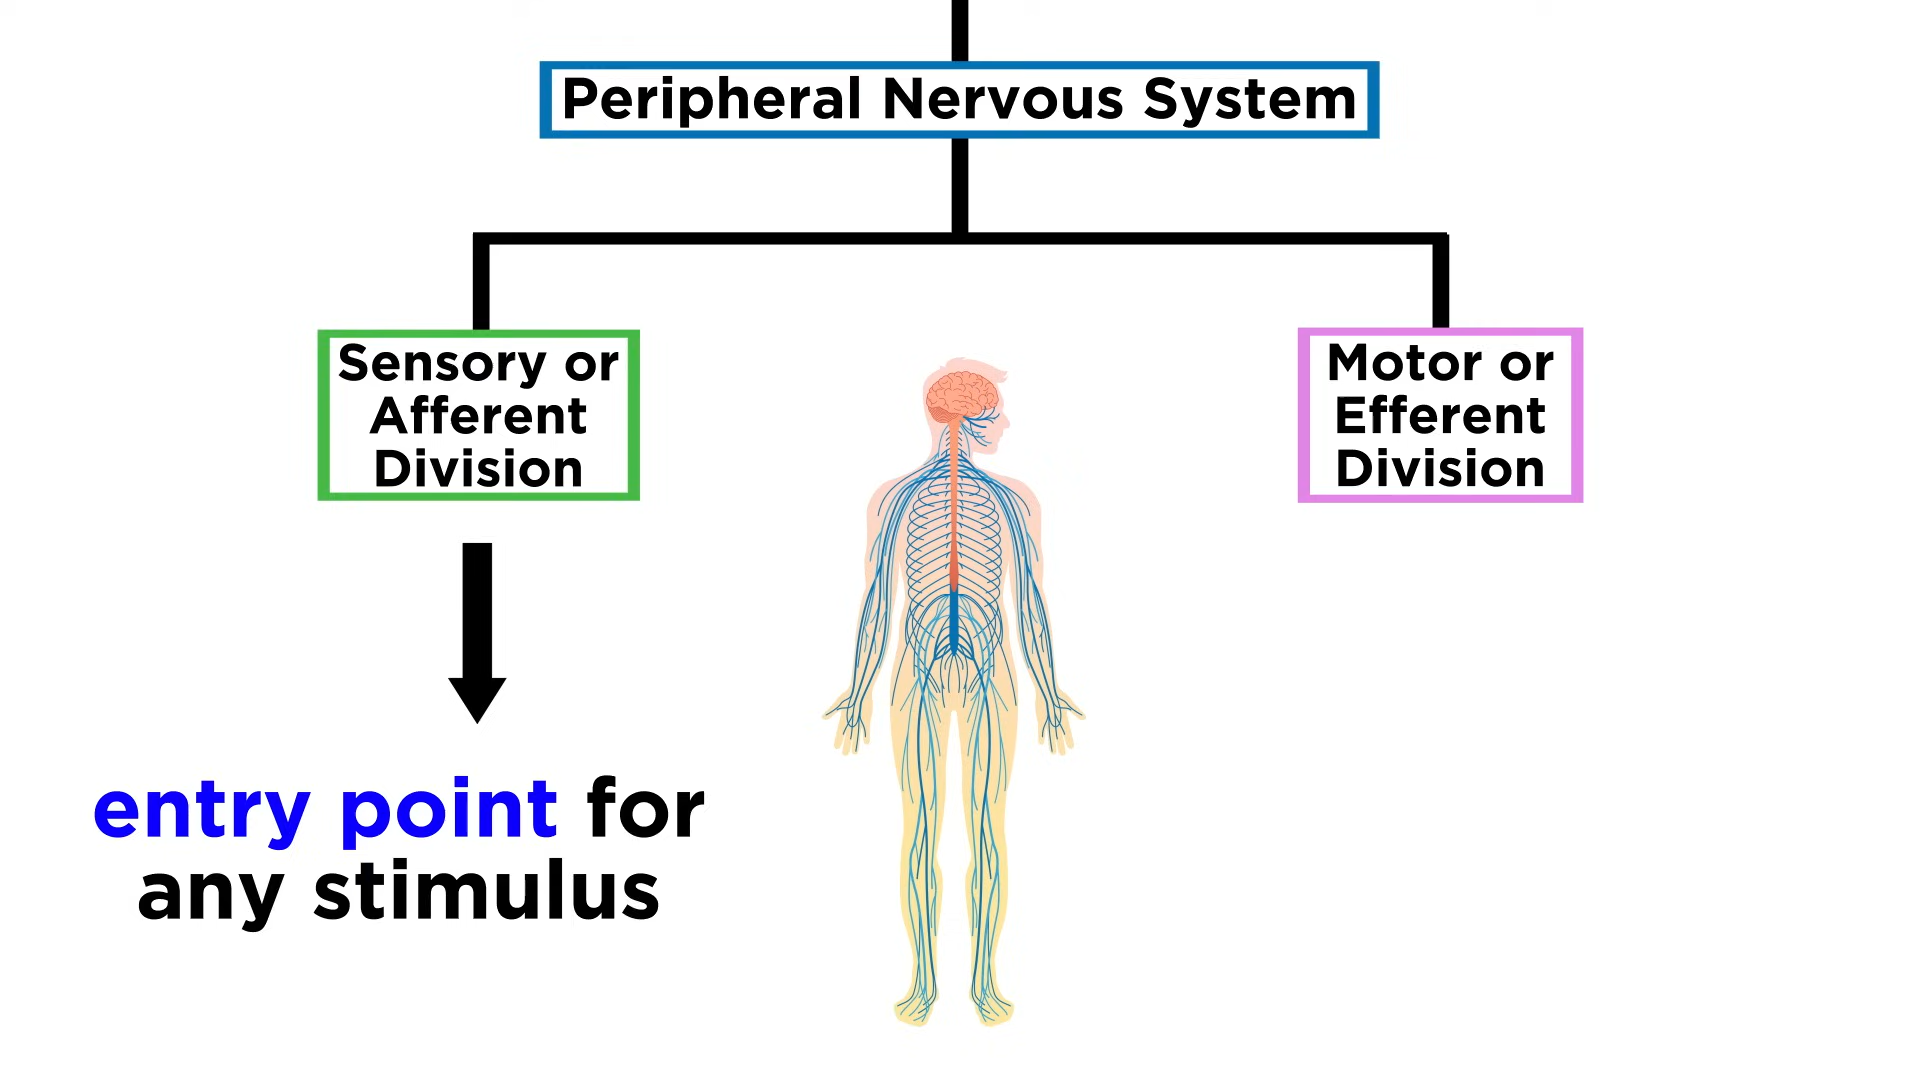 Peripheral Nervous System
Sensory or
Afferent
Division
Motor or
Efferent
Division
entry point for
any stimulus